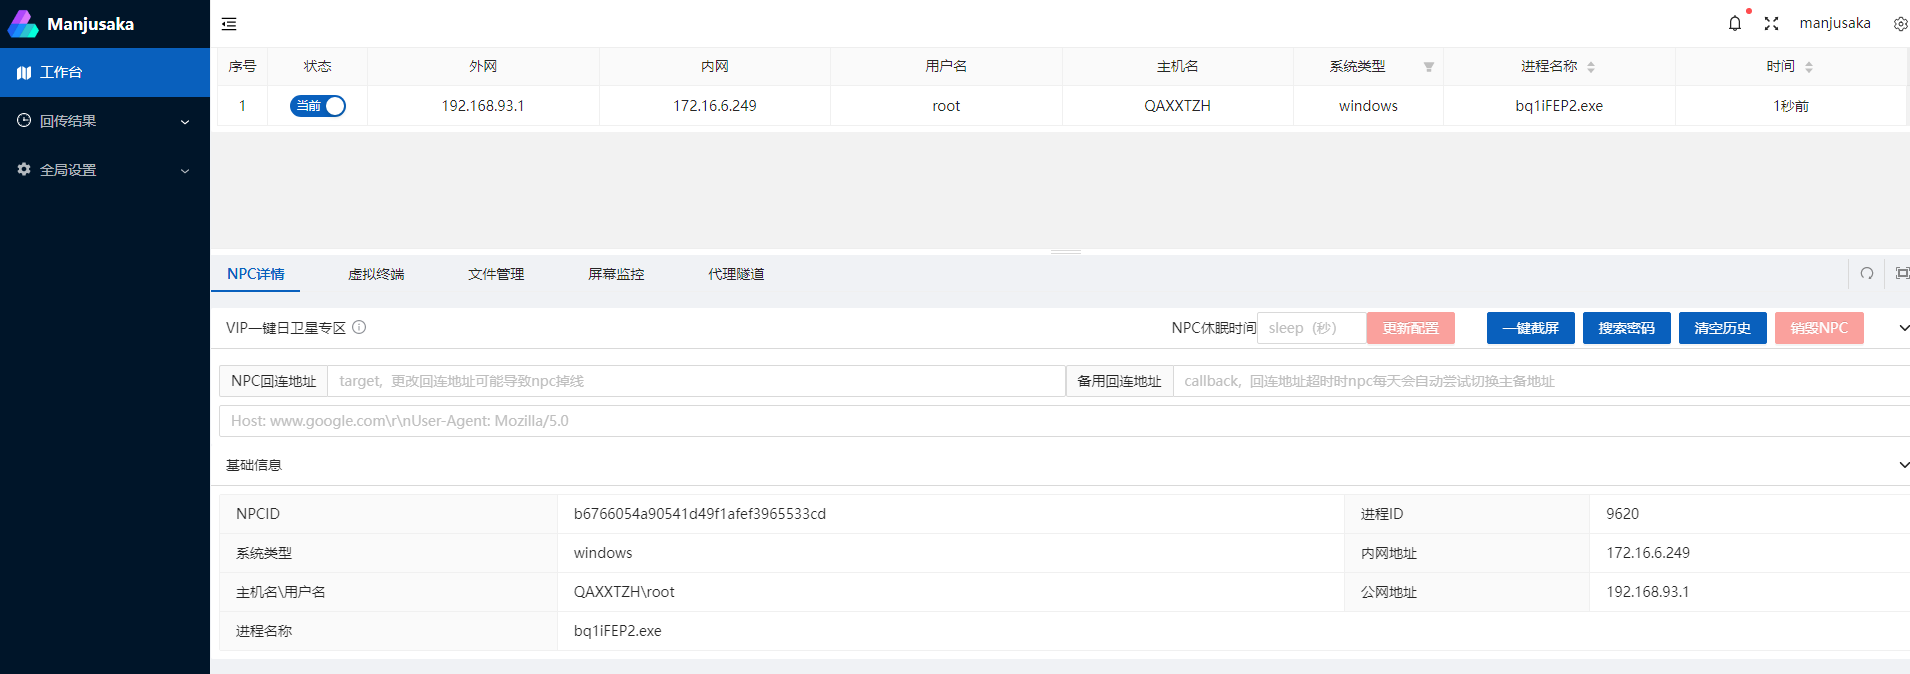 Manjusaka
manjusaka
工作台
回传结果
全局设置
序号 状态 外网 内网 用户名 主机名 系统类型 进程名称 时间
1 当前 192.168.93.1 172.16.6.249 root QAXXTZH windows bq1iFEP2.exe 1秒前
NPC详情 虚拟终端 文件管理 屏幕监控 代理隧道
VIP一键日卫星专区 NPC休眠时间 sleep（秒） 更新配置 一键截屏 搜索密码 清空历史 销毁NPC
NPC回连地址 target，更改回连地址可能导致npc掉线 备用回连地址 callback，回连地址超时时npc每天会自动尝试切换主备地址
Host: www.google.com\r\nUser-Agent: Mozilla/5.0
基础信息
NPCID b6766054a90541d49f1afef3965533cd 进程ID 9620
系统类型 windows 内网地址 172.16.6.249
主机名\用户名 QAXXTZH\root 公网地址 192.168.93.1
进程名称 bq1iFEP2.exe